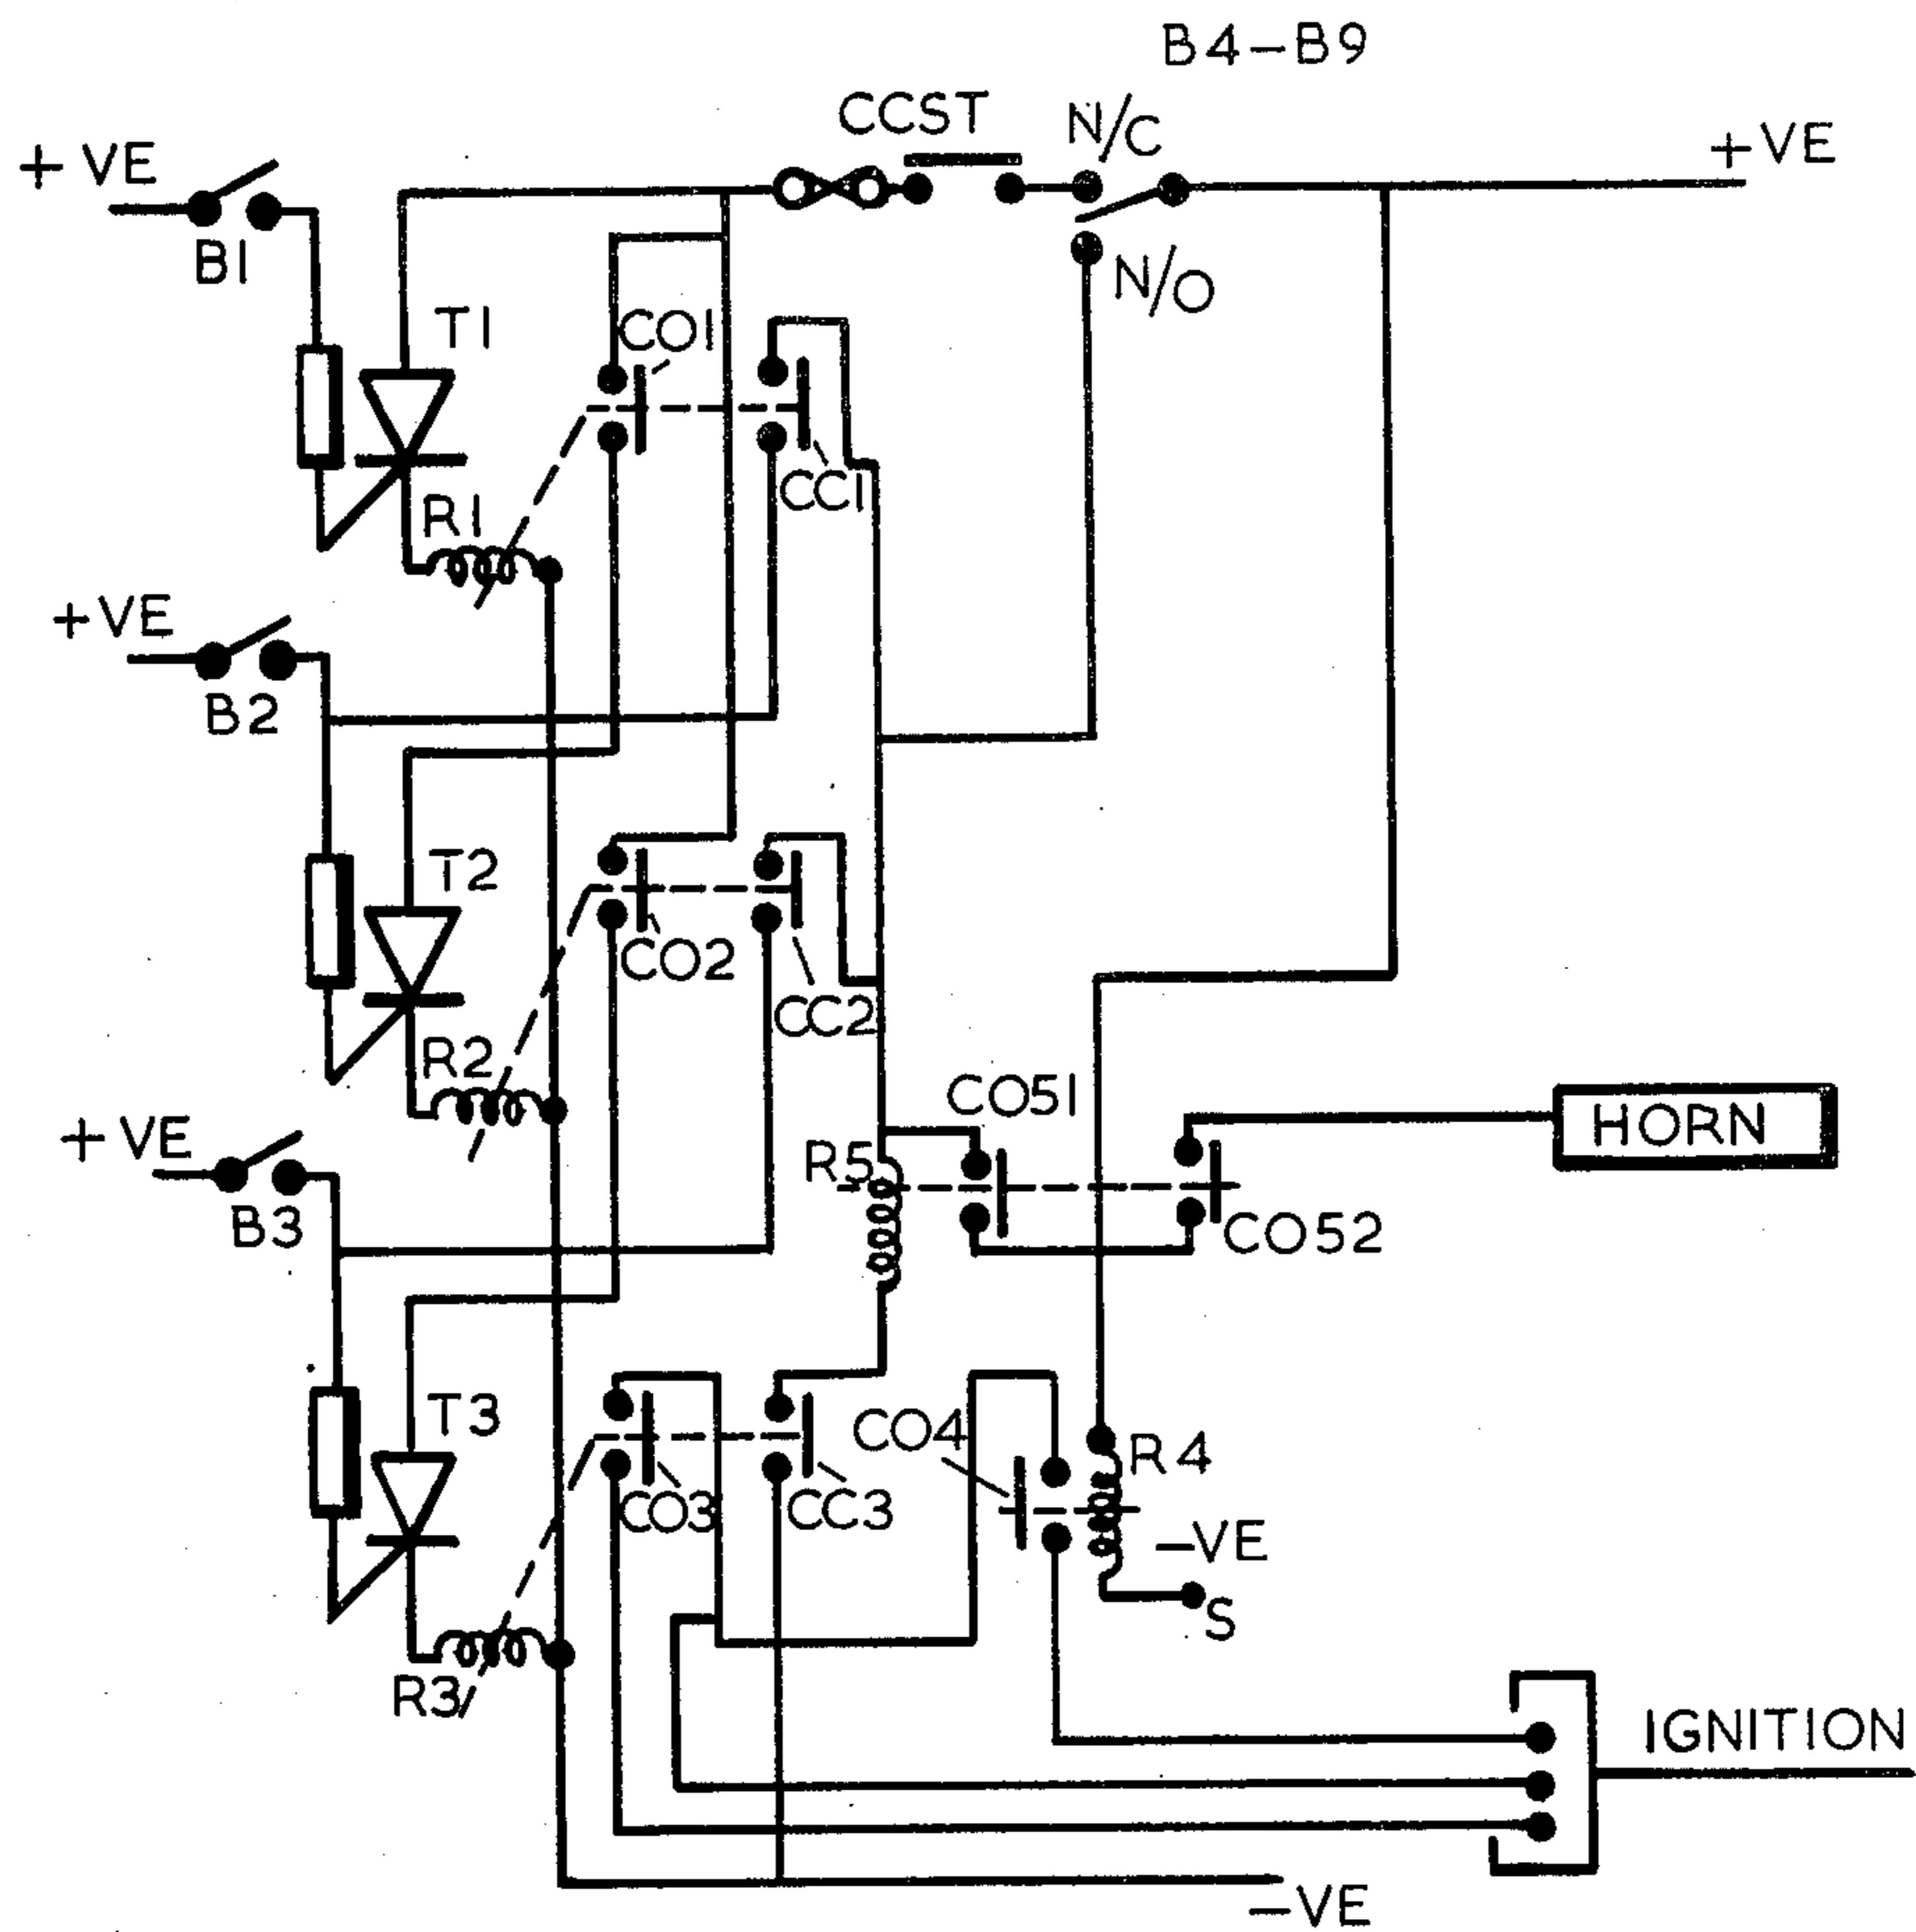 B4-B9
CCST
N/C
+VE
+VE
B1
N/O
T1
CO1
CC1
R1
+VE
B2
T2
CO2
CC2
R2
CO51
+VE
R5
HORN
B3
CO52
T3
CO4
R4
CO3
CC3
-VE
S
R3
IGNITION
-VE